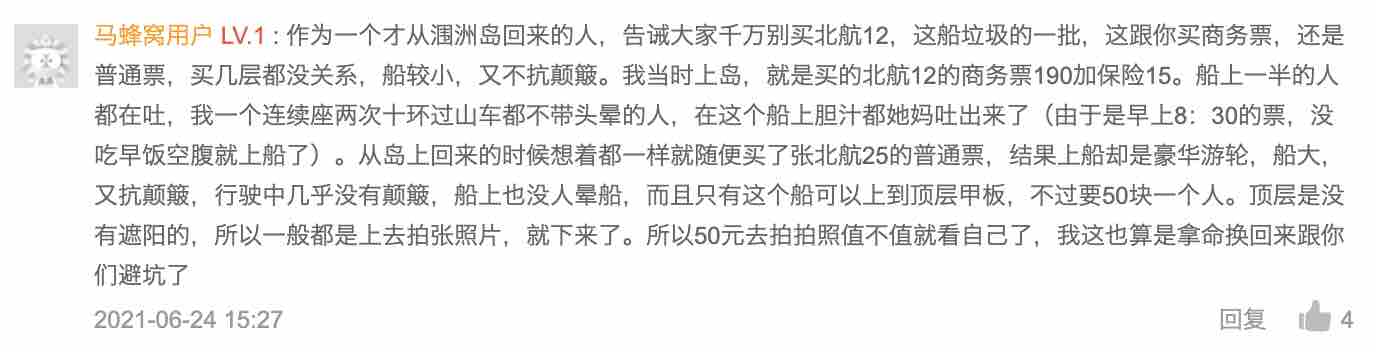 马蜂窝用户 LV.1 : 作为一个才从涠洲岛回来的人，告诫大家千万别买北航12，这船垃圾的一批，这跟你买商务票，还是
普通票，买几层都没关系，船较小，又不抗颠簸。我当时上岛，就是买的北航12的商务票190加保险15。船上一半的人
都在吐，我一个连续座两次十环过山车都不带头晕的人，在这个船上胆汁都她妈吐出来了（由于是早上8：30的票，没
吃早饭空腹就上船了）。从岛上回来的时候想着都一样就随便买了张北航25的普通票，结果上船却是豪华游轮，船大，
又抗颠簸，行驶中几乎没有颠簸，船上也没人晕船，而且只有这个船可以上到顶层甲板，不过要50块一个人。顶层是没
有遮阳的，所以一般都是上去拍张照片，就下来了。所以50元去拍拍照值不值就看自己了，我这也算是拿命换回来跟你
们避坑了
2021-06-24 15:27 回复 4